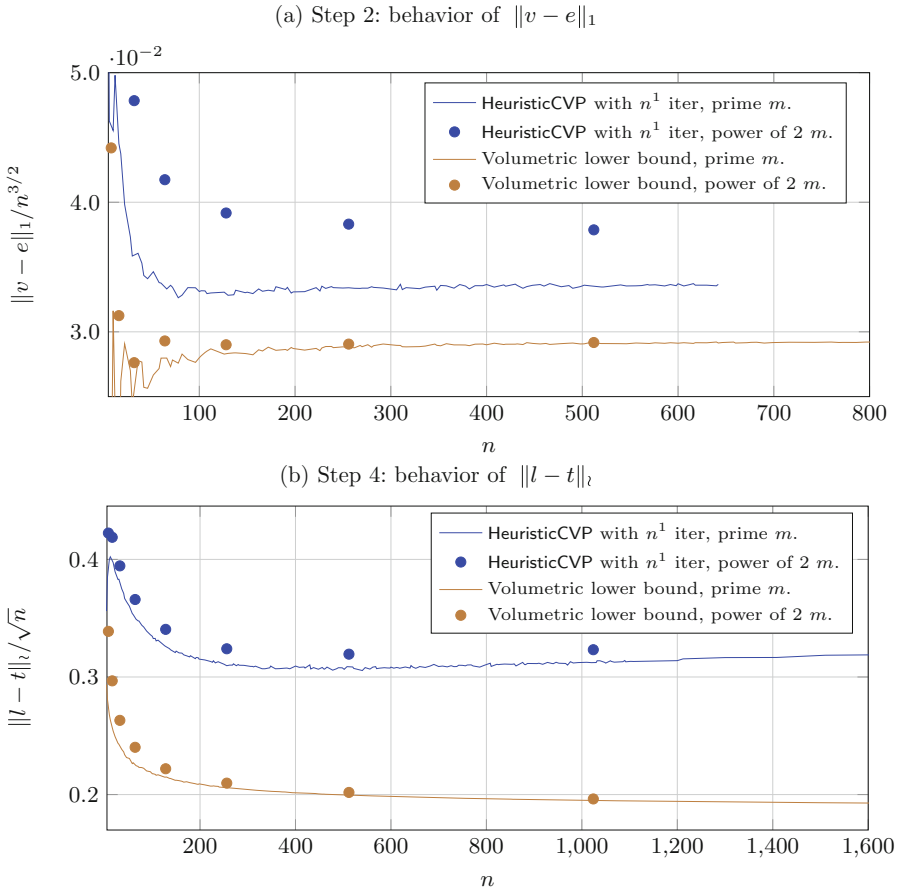 (a) Step 2: behavior of ‖v − e‖₁
·10⁻²
5.0
4.0
3.0
‖v − e‖₁/n^{3/2}
HeuristicCVP with n¹ iter, prime m.
HeuristicCVP with n¹ iter, power of 2 m.
Volumetric lower bound, prime m.
Volumetric lower bound, power of 2 m.
100 200 300 400 500 600 700 800
n
(b) Step 4: behavior of ‖l − t‖≀
0.4
0.3
0.2
‖l − t‖≀/√n
HeuristicCVP with n¹ iter, prime m.
HeuristicCVP with n¹ iter, power of 2 m.
Volumetric lower bound, prime m.
Volumetric lower bound, power of 2 m.
200 400 600 800 1,000 1,200 1,400 1,600
n